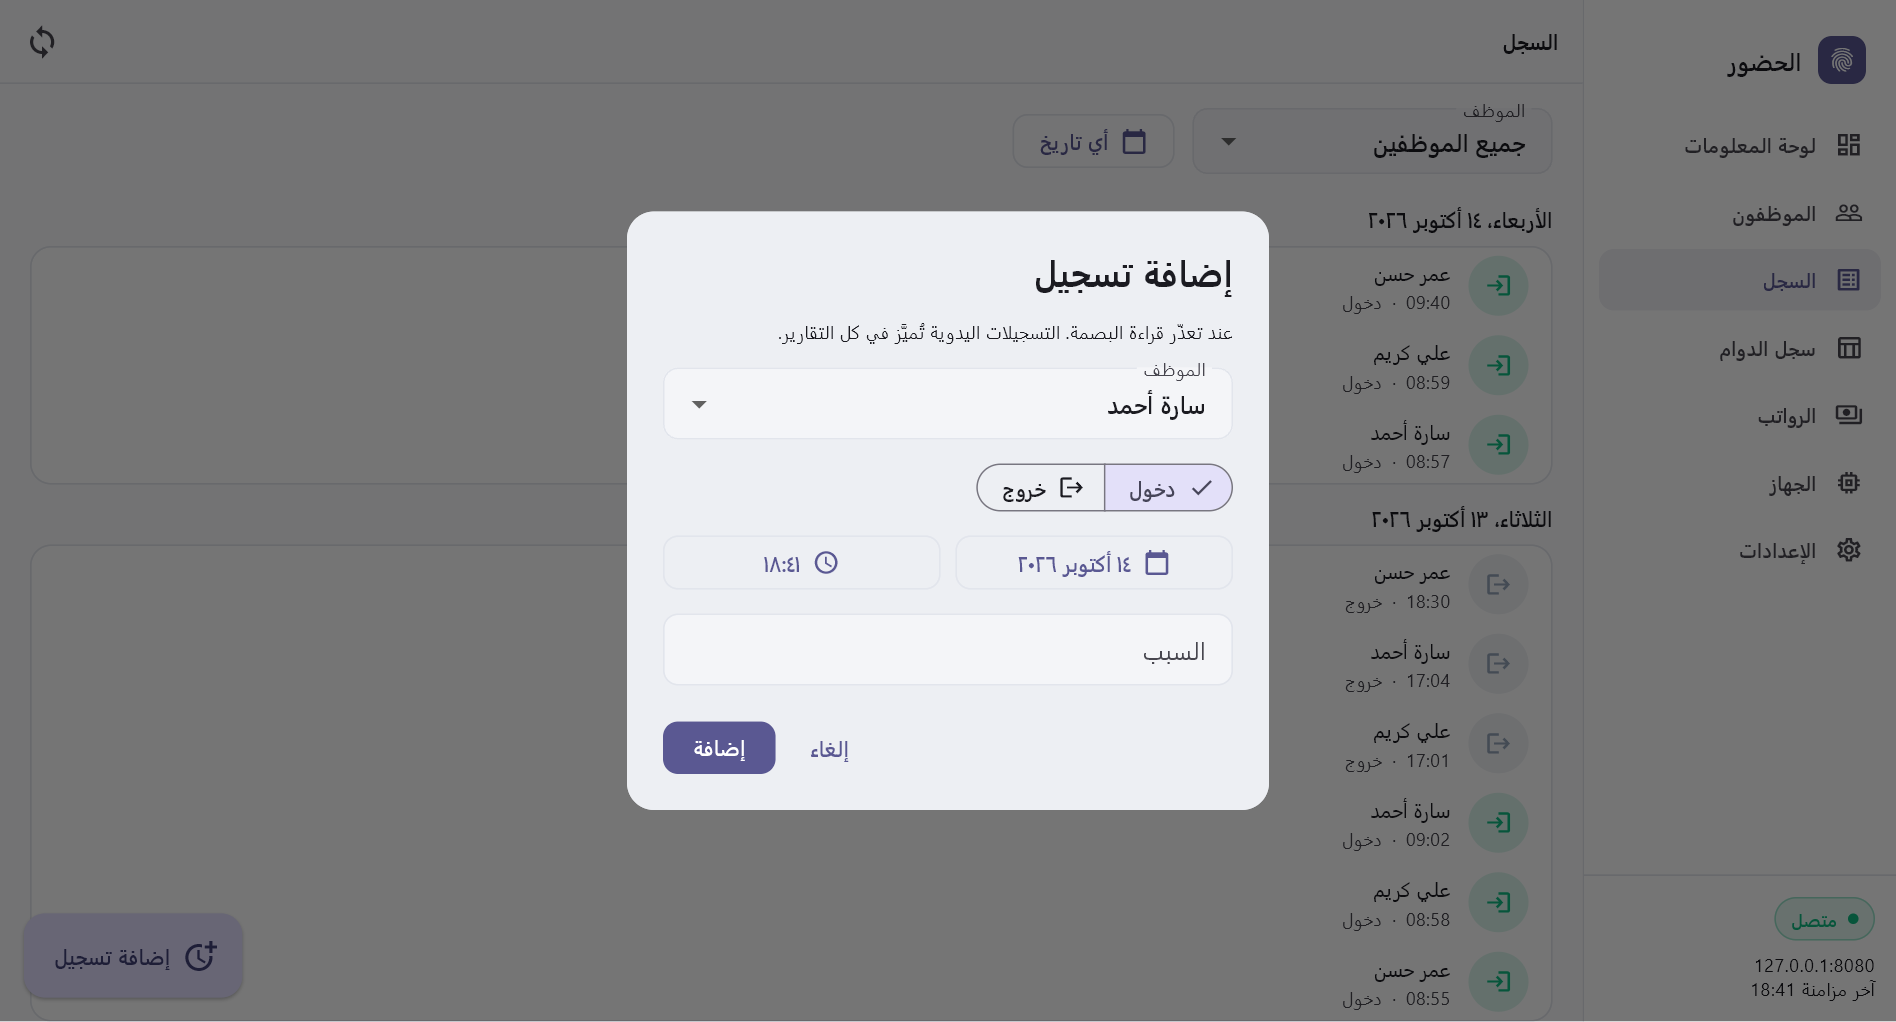 الحضور
لوحة المعلومات
الموظفون
السجل
سجل الدوام
الرواتب
الجهاز
الإعدادات
متصل
127.0.0.1:8080
آخر مزامنة 18:41
السجل
الموظف
جميع الموظفين
أي تاريخ
الأربعاء، ١٤ أكتوبر ٢٠٢٦
عمر حسن
09:40 · دخول
علي كريم
08:59 · دخول
سارة أحمد
08:57 · دخول
الثلاثاء، ١٣ أكتوبر ٢٠٢٦
عمر حسن
18:30 · خروج
سارة أحمد
17:04 · خروج
علي كريم
17:01 · خروج
سارة أحمد
09:02 · دخول
علي كريم
08:58 · دخول
عمر حسن
08:55 · دخول
إضافة تسجيل
إضافة تسجيل
عند تعذّر قراءة البصمة. التسجيلات اليدوية تُميَّز في كل التقارير.
الموظف
سارة أحمد
دخول
خروج
١٤ أكتوبر ٢٠٢٦
١٨:٤١
السبب
إلغاء
إضافة